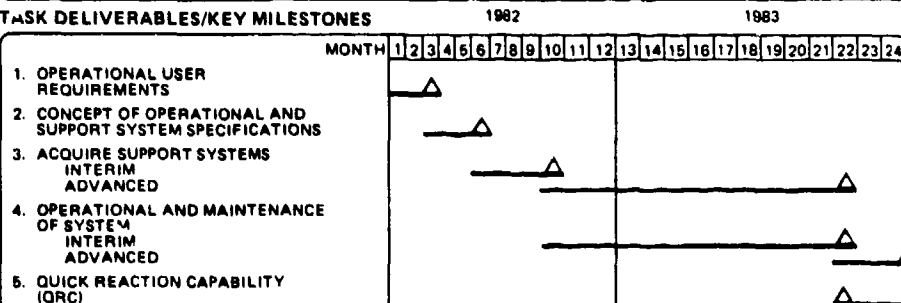 TASK DELIVERABLES/KEY MILESTONES 1982 1983
MONTH 1 2 3 4 5 6 7 8 9 10 11 12 13 14 15 16 17 18 19 20 21 22 23 24
1. OPERATIONAL USER
REQUIREMENTS
2. CONCEPT OF OPERATIONAL AND
SUPPORT SYSTEM SPECIFICATIONS
3. ACQUIRE SUPPORT SYSTEMS
INTERIM
ADVANCED
4. OPERATIONAL AND MAINTENANCE
OF SYSTEM
INTERIM
ADVANCED
5. QUICK REACTION CAPABILITY
(QRC)